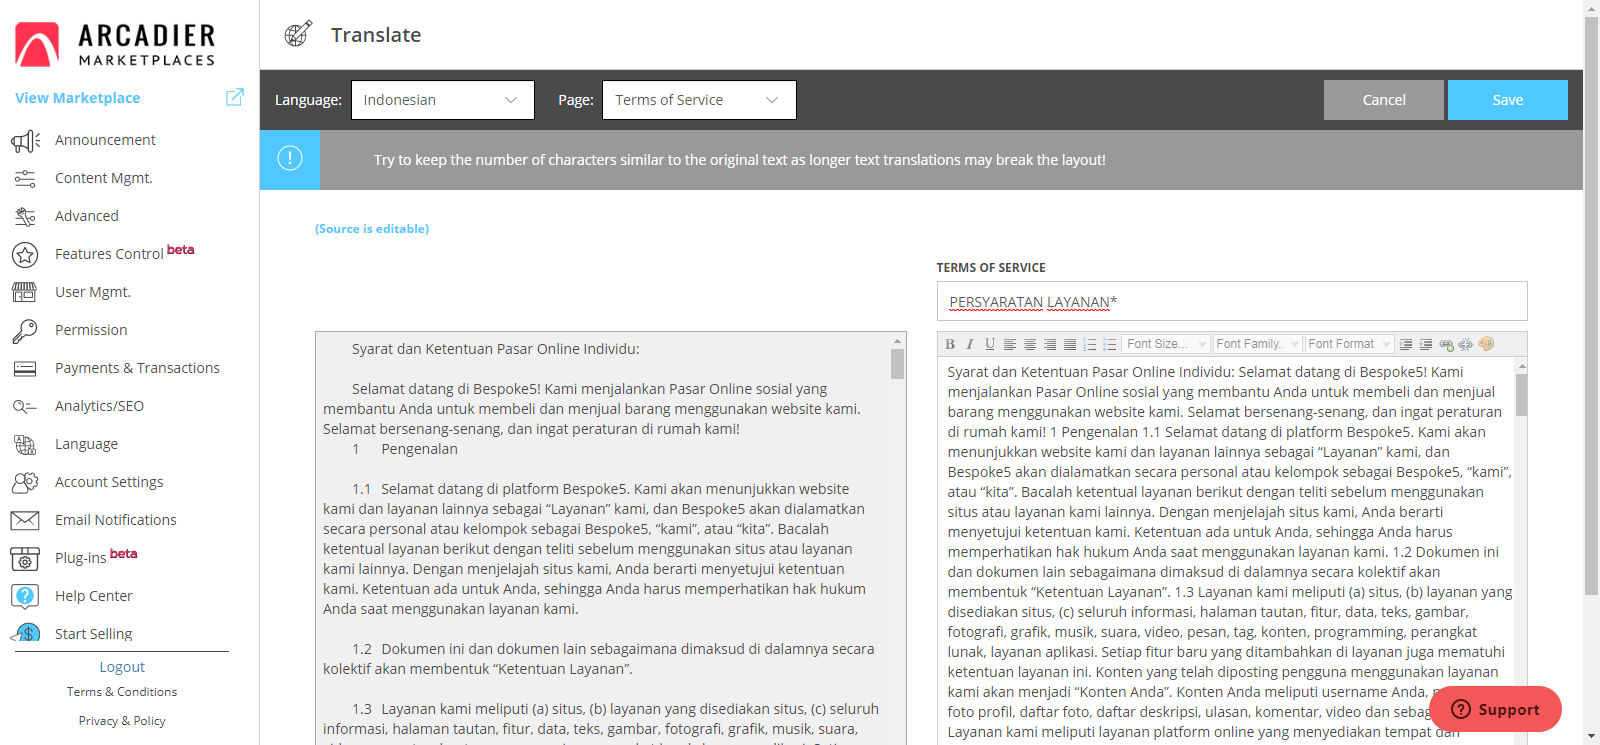 ARCADIER
MARKETPLACES
View Marketplace
Announcement
Content Mgmt.
Advanced
Features Control beta
User Mgmt.
Permission
Payments & Transactions
Analytics/SEO
Language
Account Settings
Email Notifications
Plug-ins beta
Help Center
Start Selling
Logout
Terms & Conditions
Privacy & Policy
Translate
Language: Indonesian Page: Terms of Service Cancel Save
Try to keep the number of characters similar to the original text as longer text translations may break the layout!
(Source is editable)
Syarat dan Ketentuan Pasar Online Individu:
Selamat datang di Bespoke5! Kami menjalankan Pasar Online sosial yang
membantu Anda untuk membeli dan menjual barang menggunakan website kami.
Selamat bersenang-senang, dan ingat peraturan di rumah kami!
1 Pengenalan
1.1 Selamat datang di platform Bespoke5. Kami akan menunjukkan website
kami dan layanan lainnya sebagai “Layanan” kami, dan Bespoke5 akan dialamatkan
secara personal atau kelompok sebagai Bespoke5, “kami”, atau “kita”. Bacalah
ketentual layanan berikut dengan teliti sebelum menggunakan situs atau layanan
kami lainnya. Dengan menjelajah situs kami, Anda berarti menyetujui ketentuan
kami. Ketentuan ada untuk Anda, sehingga Anda harus memperhatikan hak hukum
Anda saat menggunakan layanan kami.
1.2 Dokumen ini dan dokumen lain sebagaimana dimaksud di dalamnya secara
kolektif akan membentuk “Ketentuan Layanan”.
1.3 Layanan kami meliputi (a) situs, (b) layanan yang disediakan situs, (c) seluruh
informasi, halaman tautan, fitur, data, teks, gambar, fotografi, grafik, musik, suara,
TERMS OF SERVICE
PERSYARATAN LAYANAN*
B I U Font Size... Font Family. Font Format
Syarat dan Ketentuan Pasar Online Individu: Selamat datang di Bespoke5! Kami
menjalankan Pasar Online sosial yang membantu Anda untuk membeli dan menjual
barang menggunakan website kami. Selamat bersenang-senang, dan ingat peraturan
di rumah kami! 1 Pengenalan 1.1 Selamat datang di platform Bespoke5. Kami akan
menunjukkan website kami dan layanan lainnya sebagai “Layanan” kami, dan
Bespoke5 akan dialamatkan secara personal atau kelompok sebagai Bespoke5, “kami”,
atau “kita”. Bacalah ketentual layanan berikut dengan teliti sebelum menggunakan
situs atau layanan kami lainnya. Dengan menjelajah situs kami, Anda berarti
menyetujui ketentuan kami. Ketentuan ada untuk Anda, sehingga Anda harus
memperhatikan hak hukum Anda saat menggunakan layanan kami. 1.2 Dokumen ini
dan dokumen lain sebagaimana dimaksud di dalamnya secara kolektif akan
membentuk “Ketentuan Layanan”. 1.3 Layanan kami meliputi (a) situs, (b) layanan yang
disediakan situs, (c) seluruh informasi, halaman tautan, fitur, data, teks, gambar,
fotografi, grafik, musik, suara, video, pesan, tag, konten, programming, perangkat
lunak, layanan aplikasi. Setiap fitur baru yang ditambahkan di layanan juga mematuhi
ketentuan layanan ini. Konten yang telah diposting pengguna menggunakan layanan
kami akan menjadi “Konten Anda”. Konten Anda meliputi username Anda,
foto profil, daftar foto, daftar deskripsi, ulasan, komentar, video dan
Layanan kami meliputi layanan platform online yang menyediakan tempat dan
Support